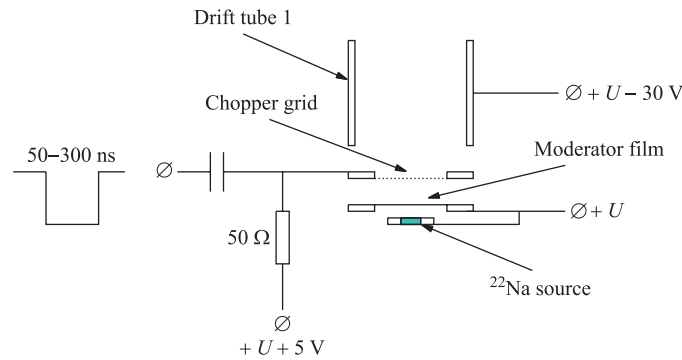 Drift tube 1
∅ + U – 30 V
Chopper grid
50–300 ns
∅
Moderator film
∅ + U
50 Ω
²²Na source
∅
+ U + 5 V